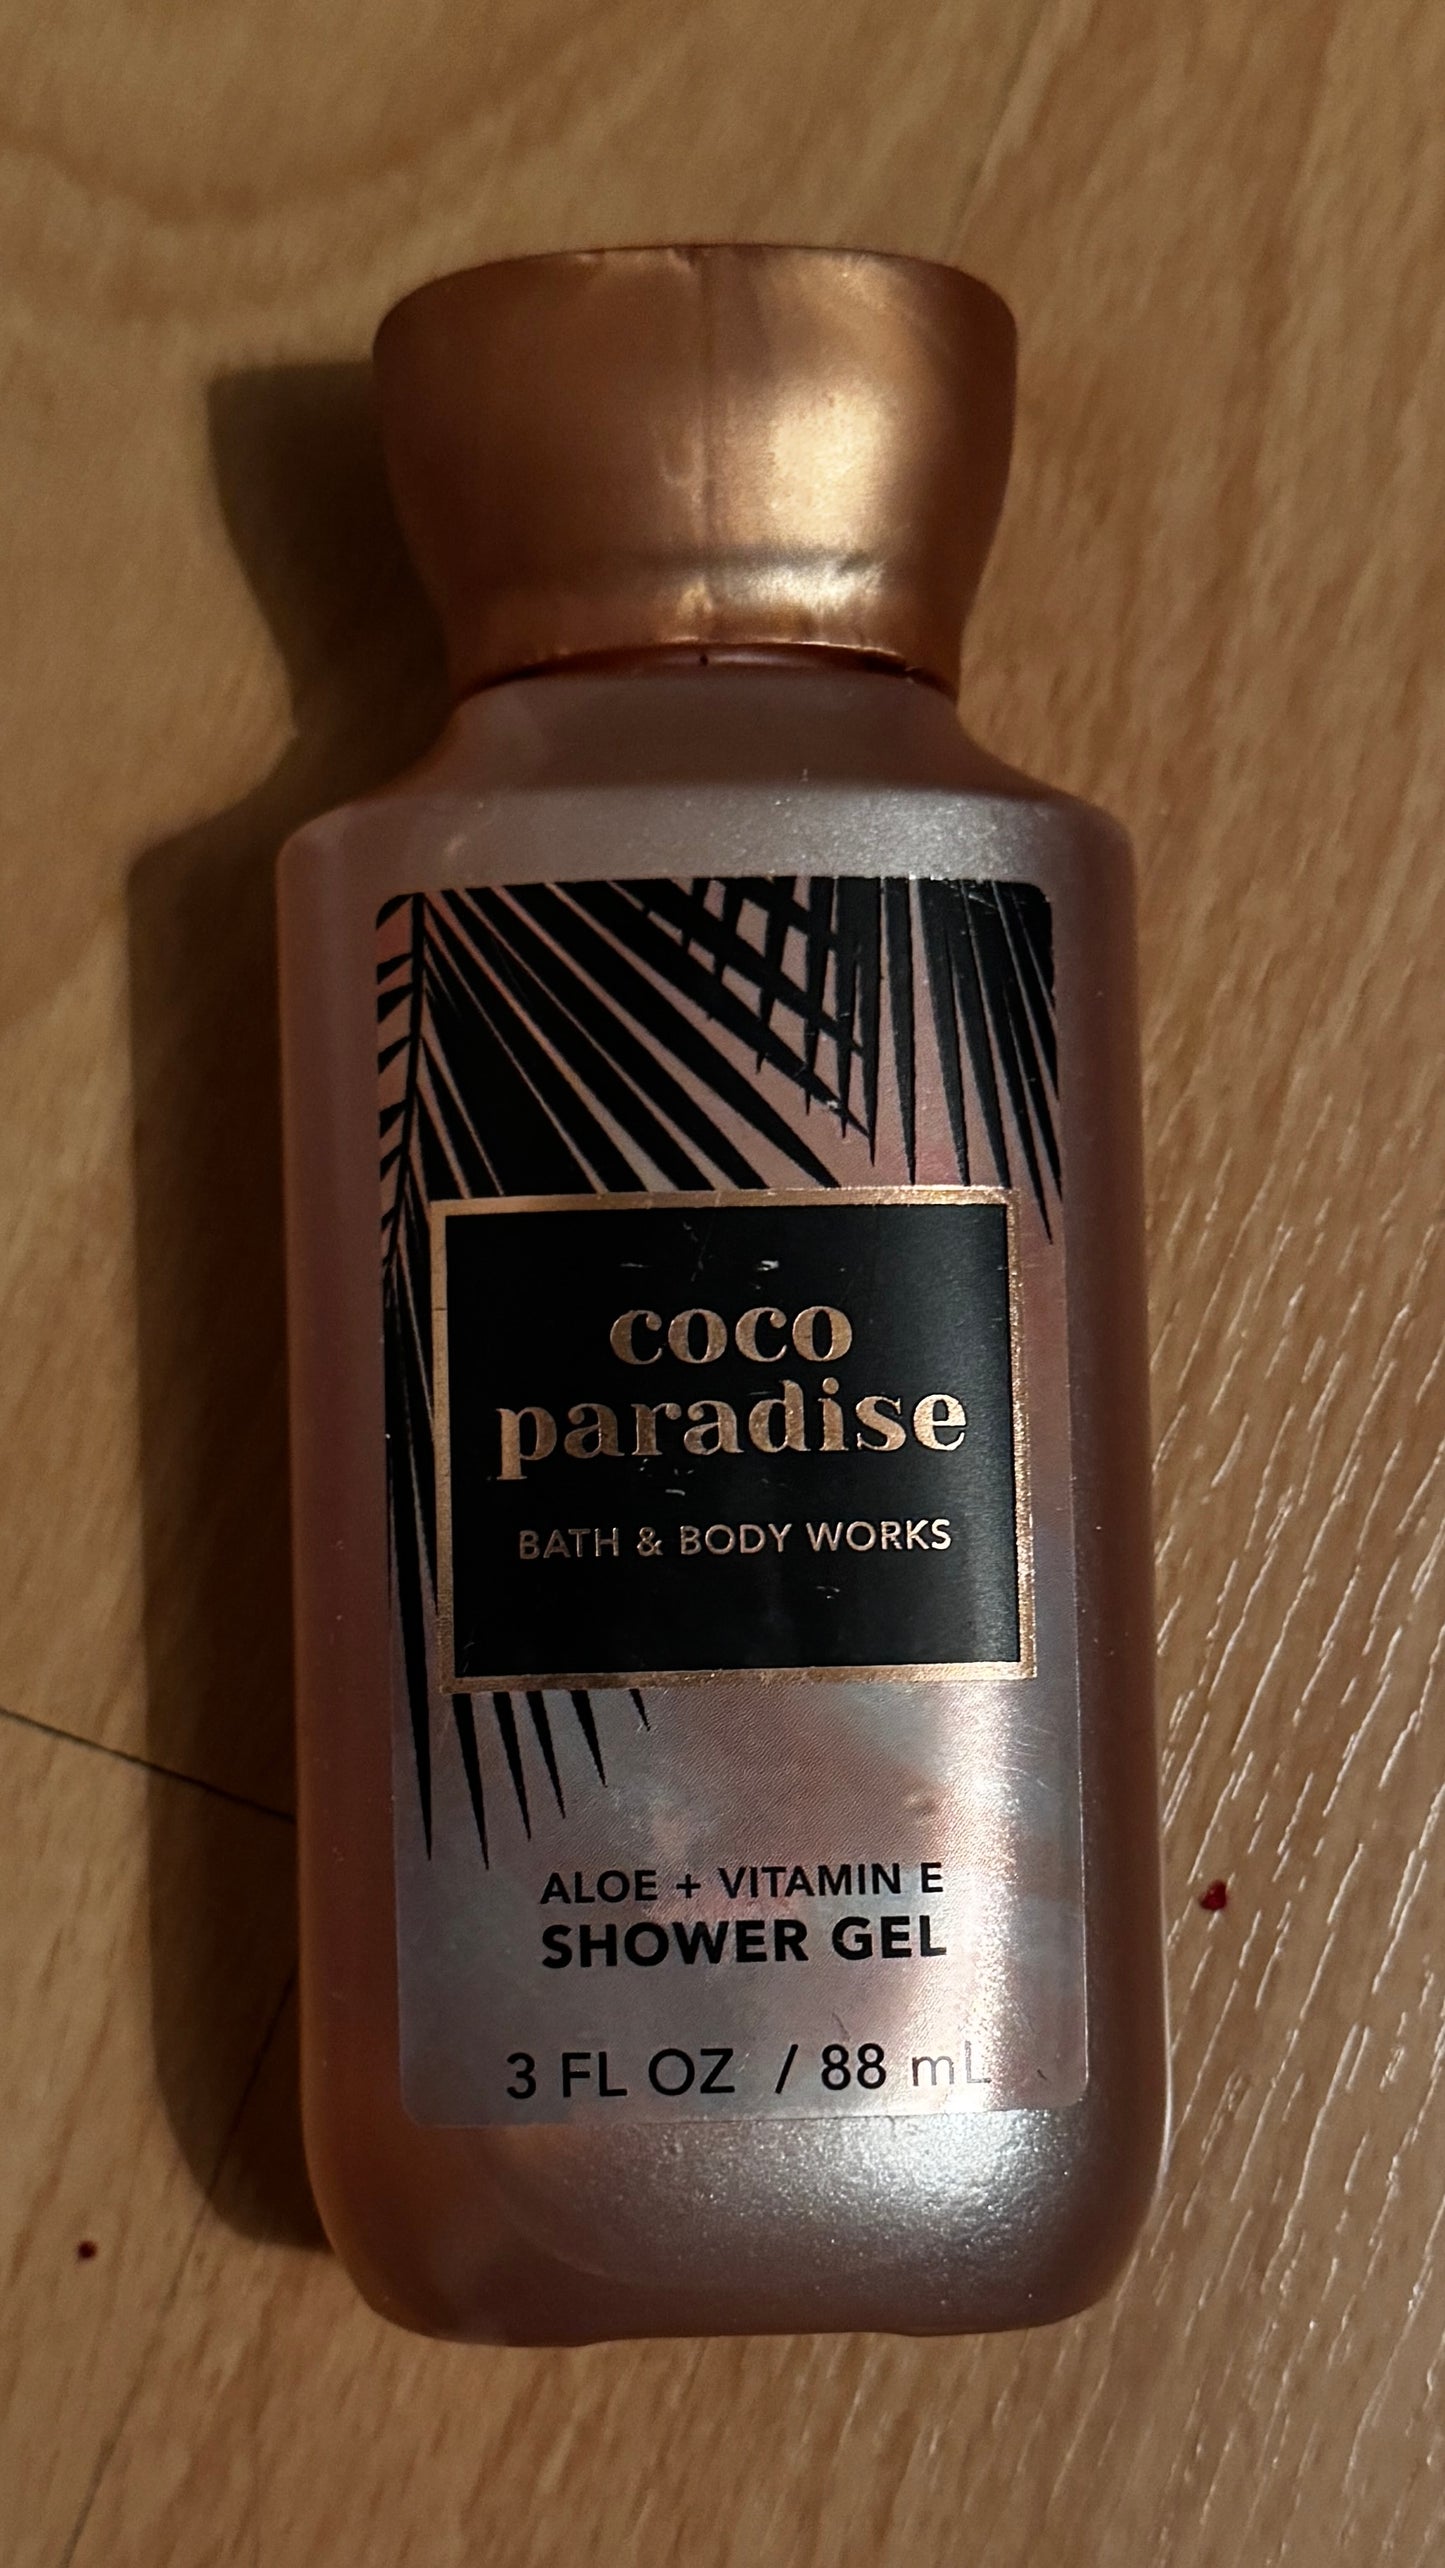 coco
paradise
BATH & BODY WORKS
ALOE + VITAMIN E
SHOWER GEL
3 FL OZ / 88 mL